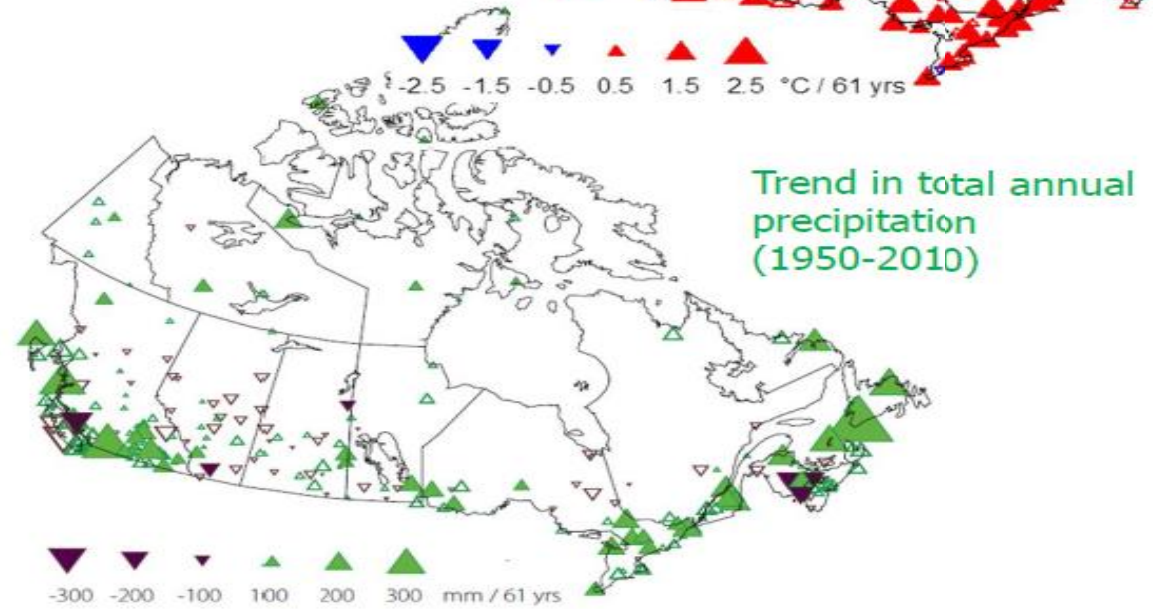 -2.5 -1.5 -0.5 0.5 1.5 2.5 °C / 61 yrs
Trend in total annual
precipitation
(1950-2010)
-300 -200 -100 100 200 300 mm / 61 yrs